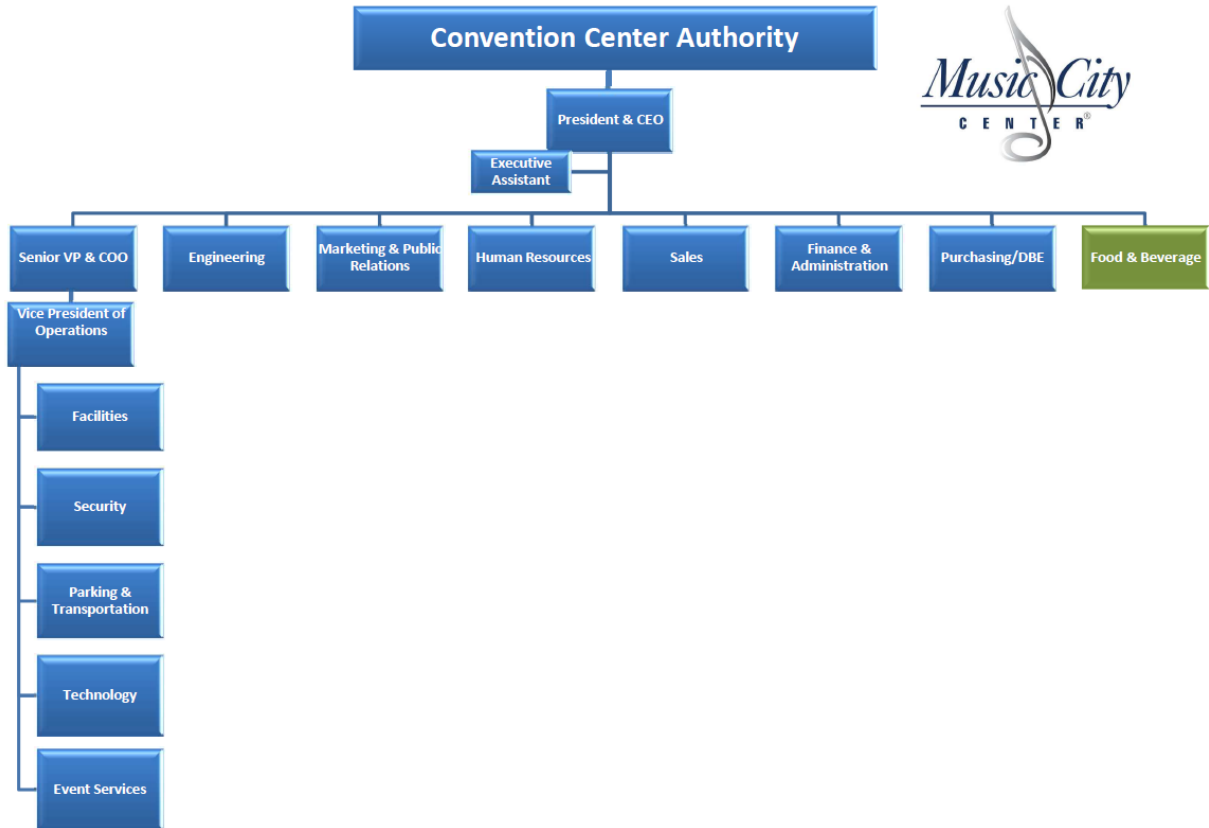 Convention Center Authority
Music City
CENTER®
President & CEO
Executive
Assistant
Senior VP & COO
Engineering
Marketing & Public
Relations
Human Resources
Sales
Finance &
Administration
Purchasing/DBE
Food & Beverage
Vice President of
Operations
Facilities
Security
Parking &
Transportation
Technology
Event Services